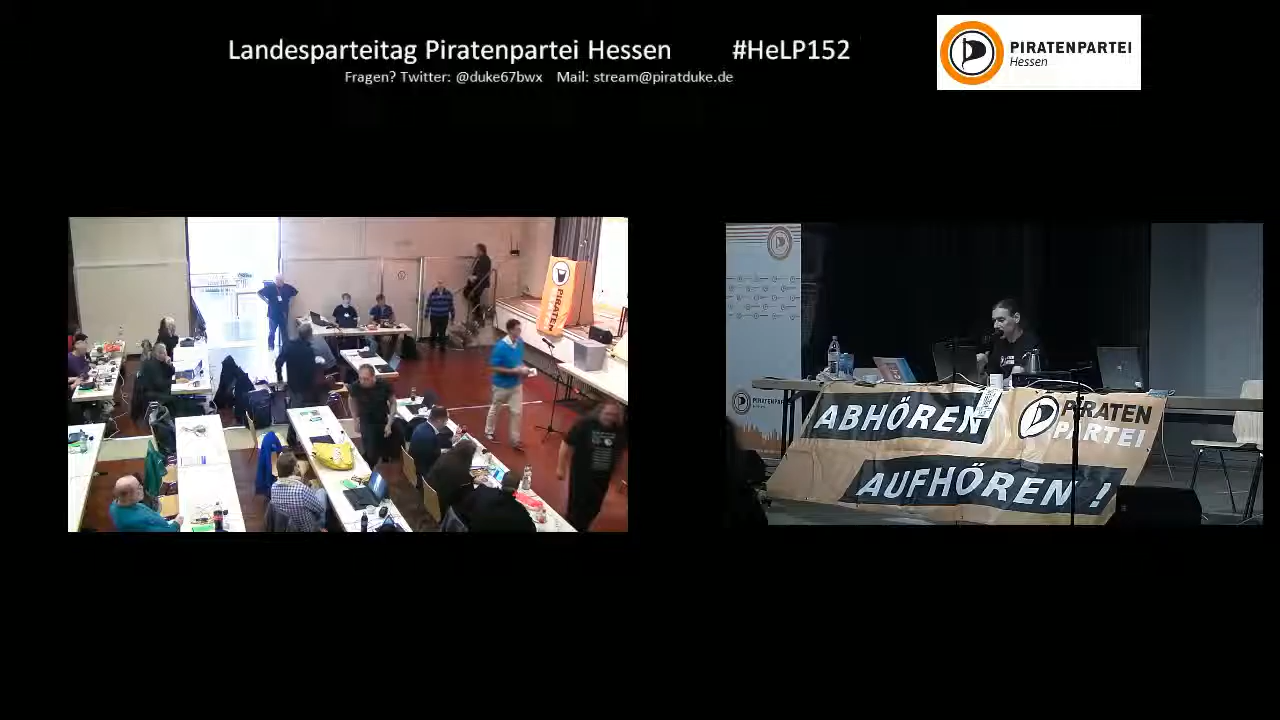 Landesparteitag Piratenpartei Hessen #HeLP152
Fragen? Twitter: @duke67bwx Mail: stream@piratduke.de
PIRATENPARTEI
Hessen
PIRATEN
ABHÖREN
AUFHÖREN !
PIRATEN
PARTEI